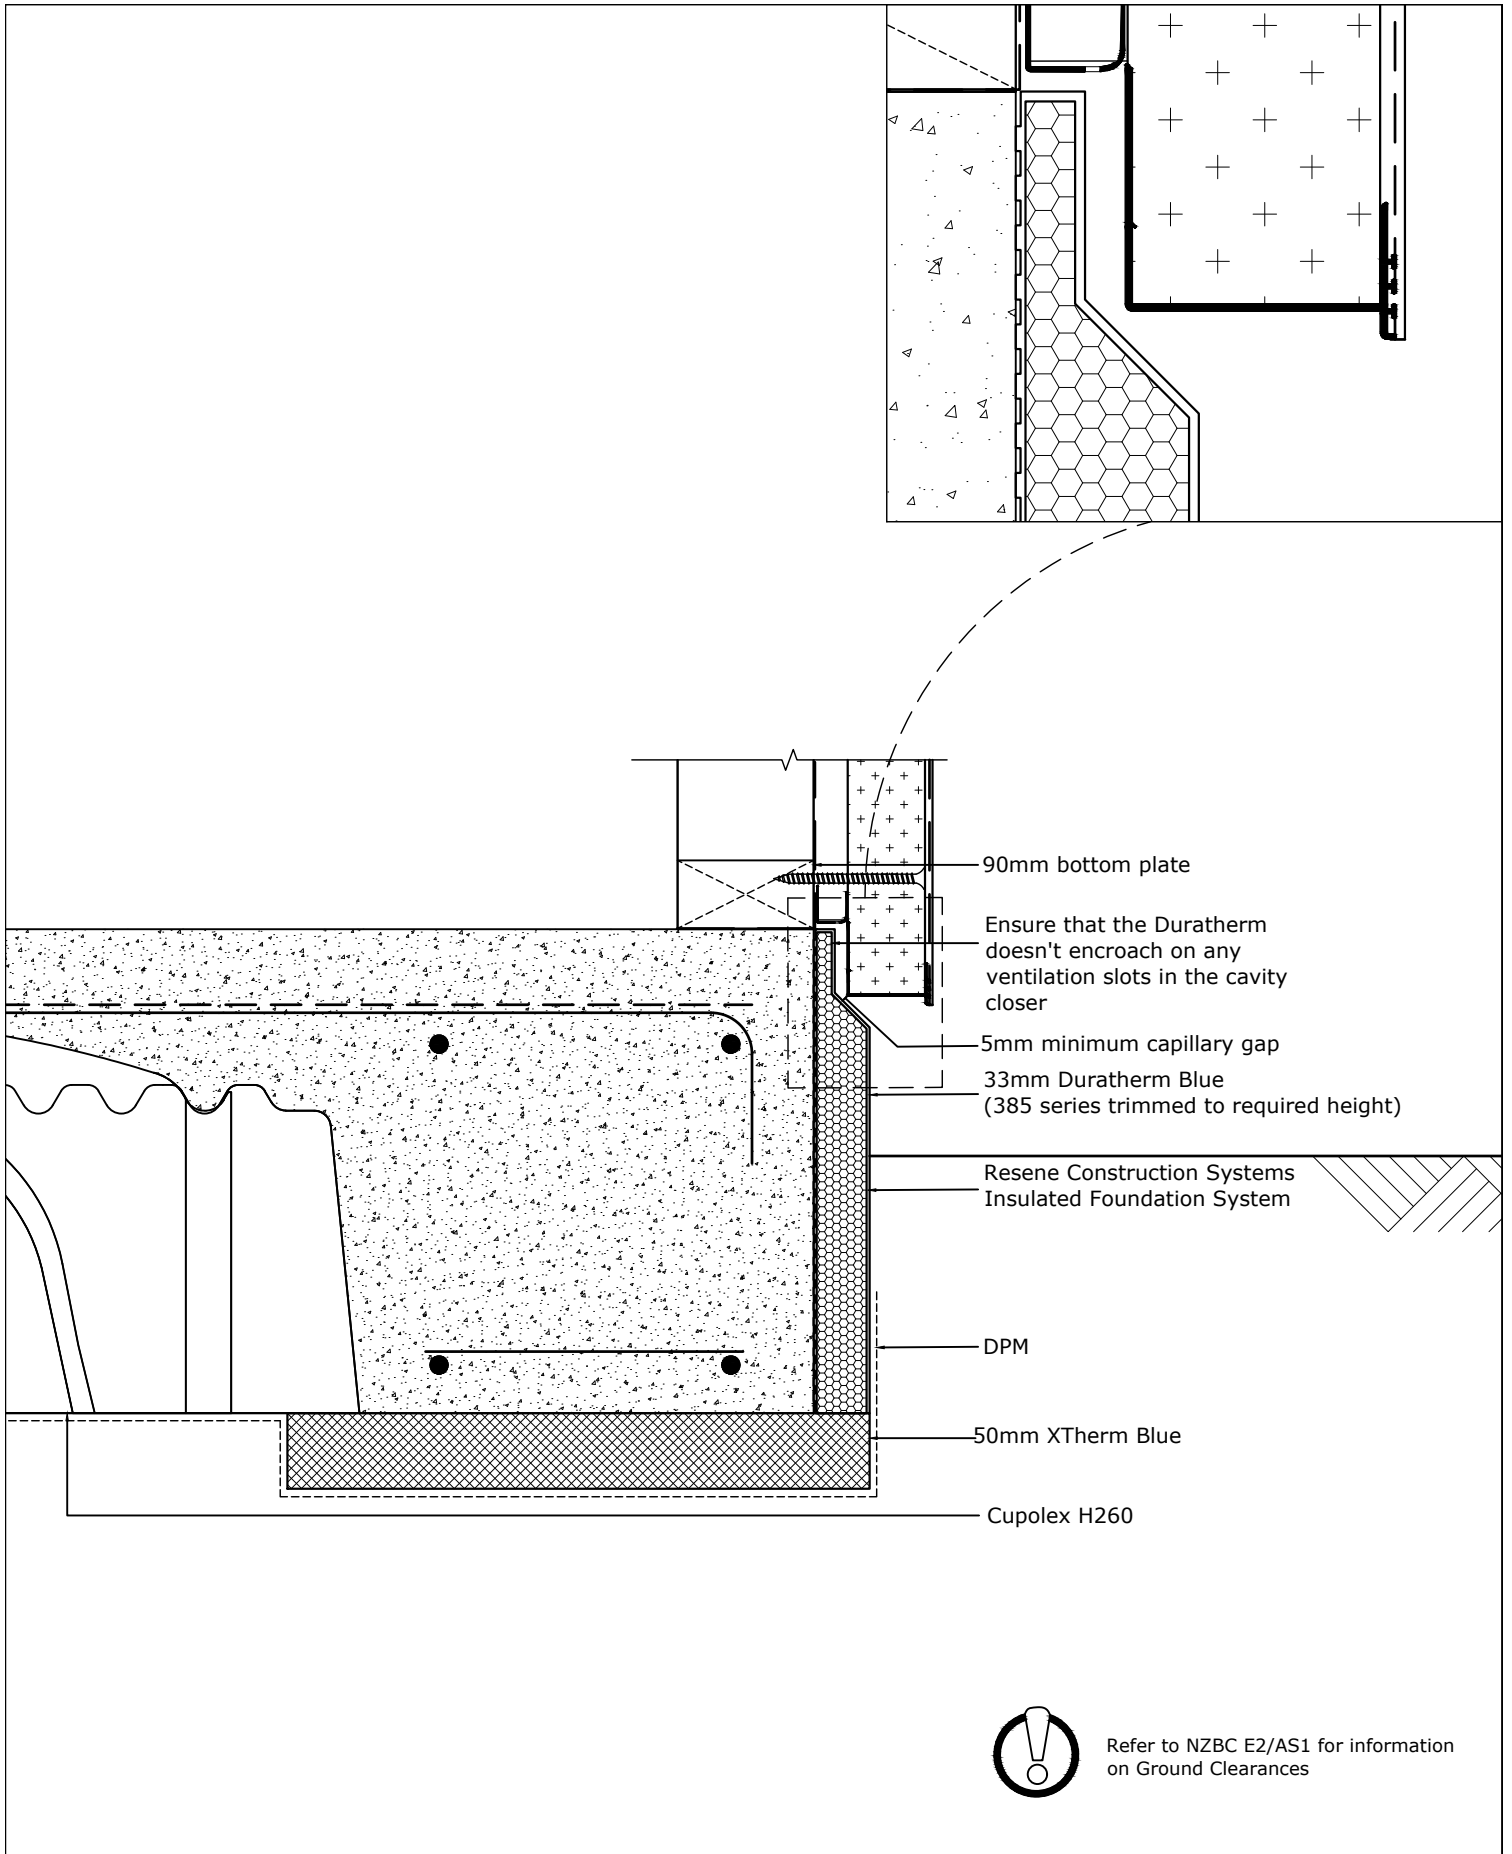 90mm bottom plate
Ensure that the Duratherm
doesn't encroach on any
ventilation slots in the cavity
closer
5mm minimum capillary gap
33mm Duratherm Blue
(385 series trimmed to required height)
Resene Construction Systems
Insulated Foundation System
DPM
50mm XTherm Blue
Cupolex H260
Refer to NZBC E2/AS1 for information
on Ground Clearances